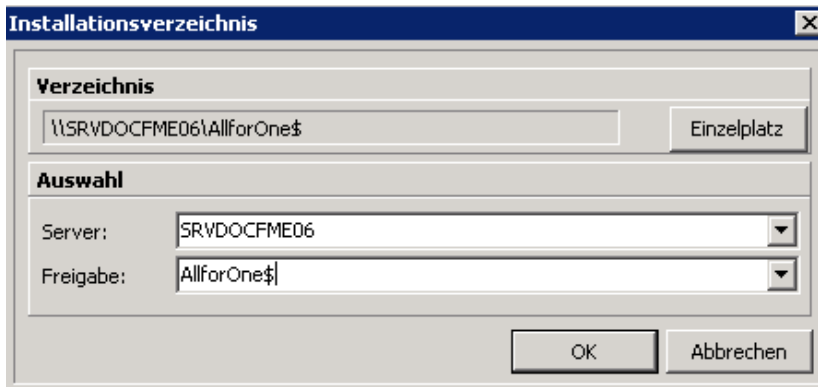 Installationsverzeichnis
Verzeichnis
\\SRVDOCFME06\AllforOne$
Einzelplatz
Auswahl
Server:
SRVDOCFME06
Freigabe:
AllforOne$
OK
Abbrechen